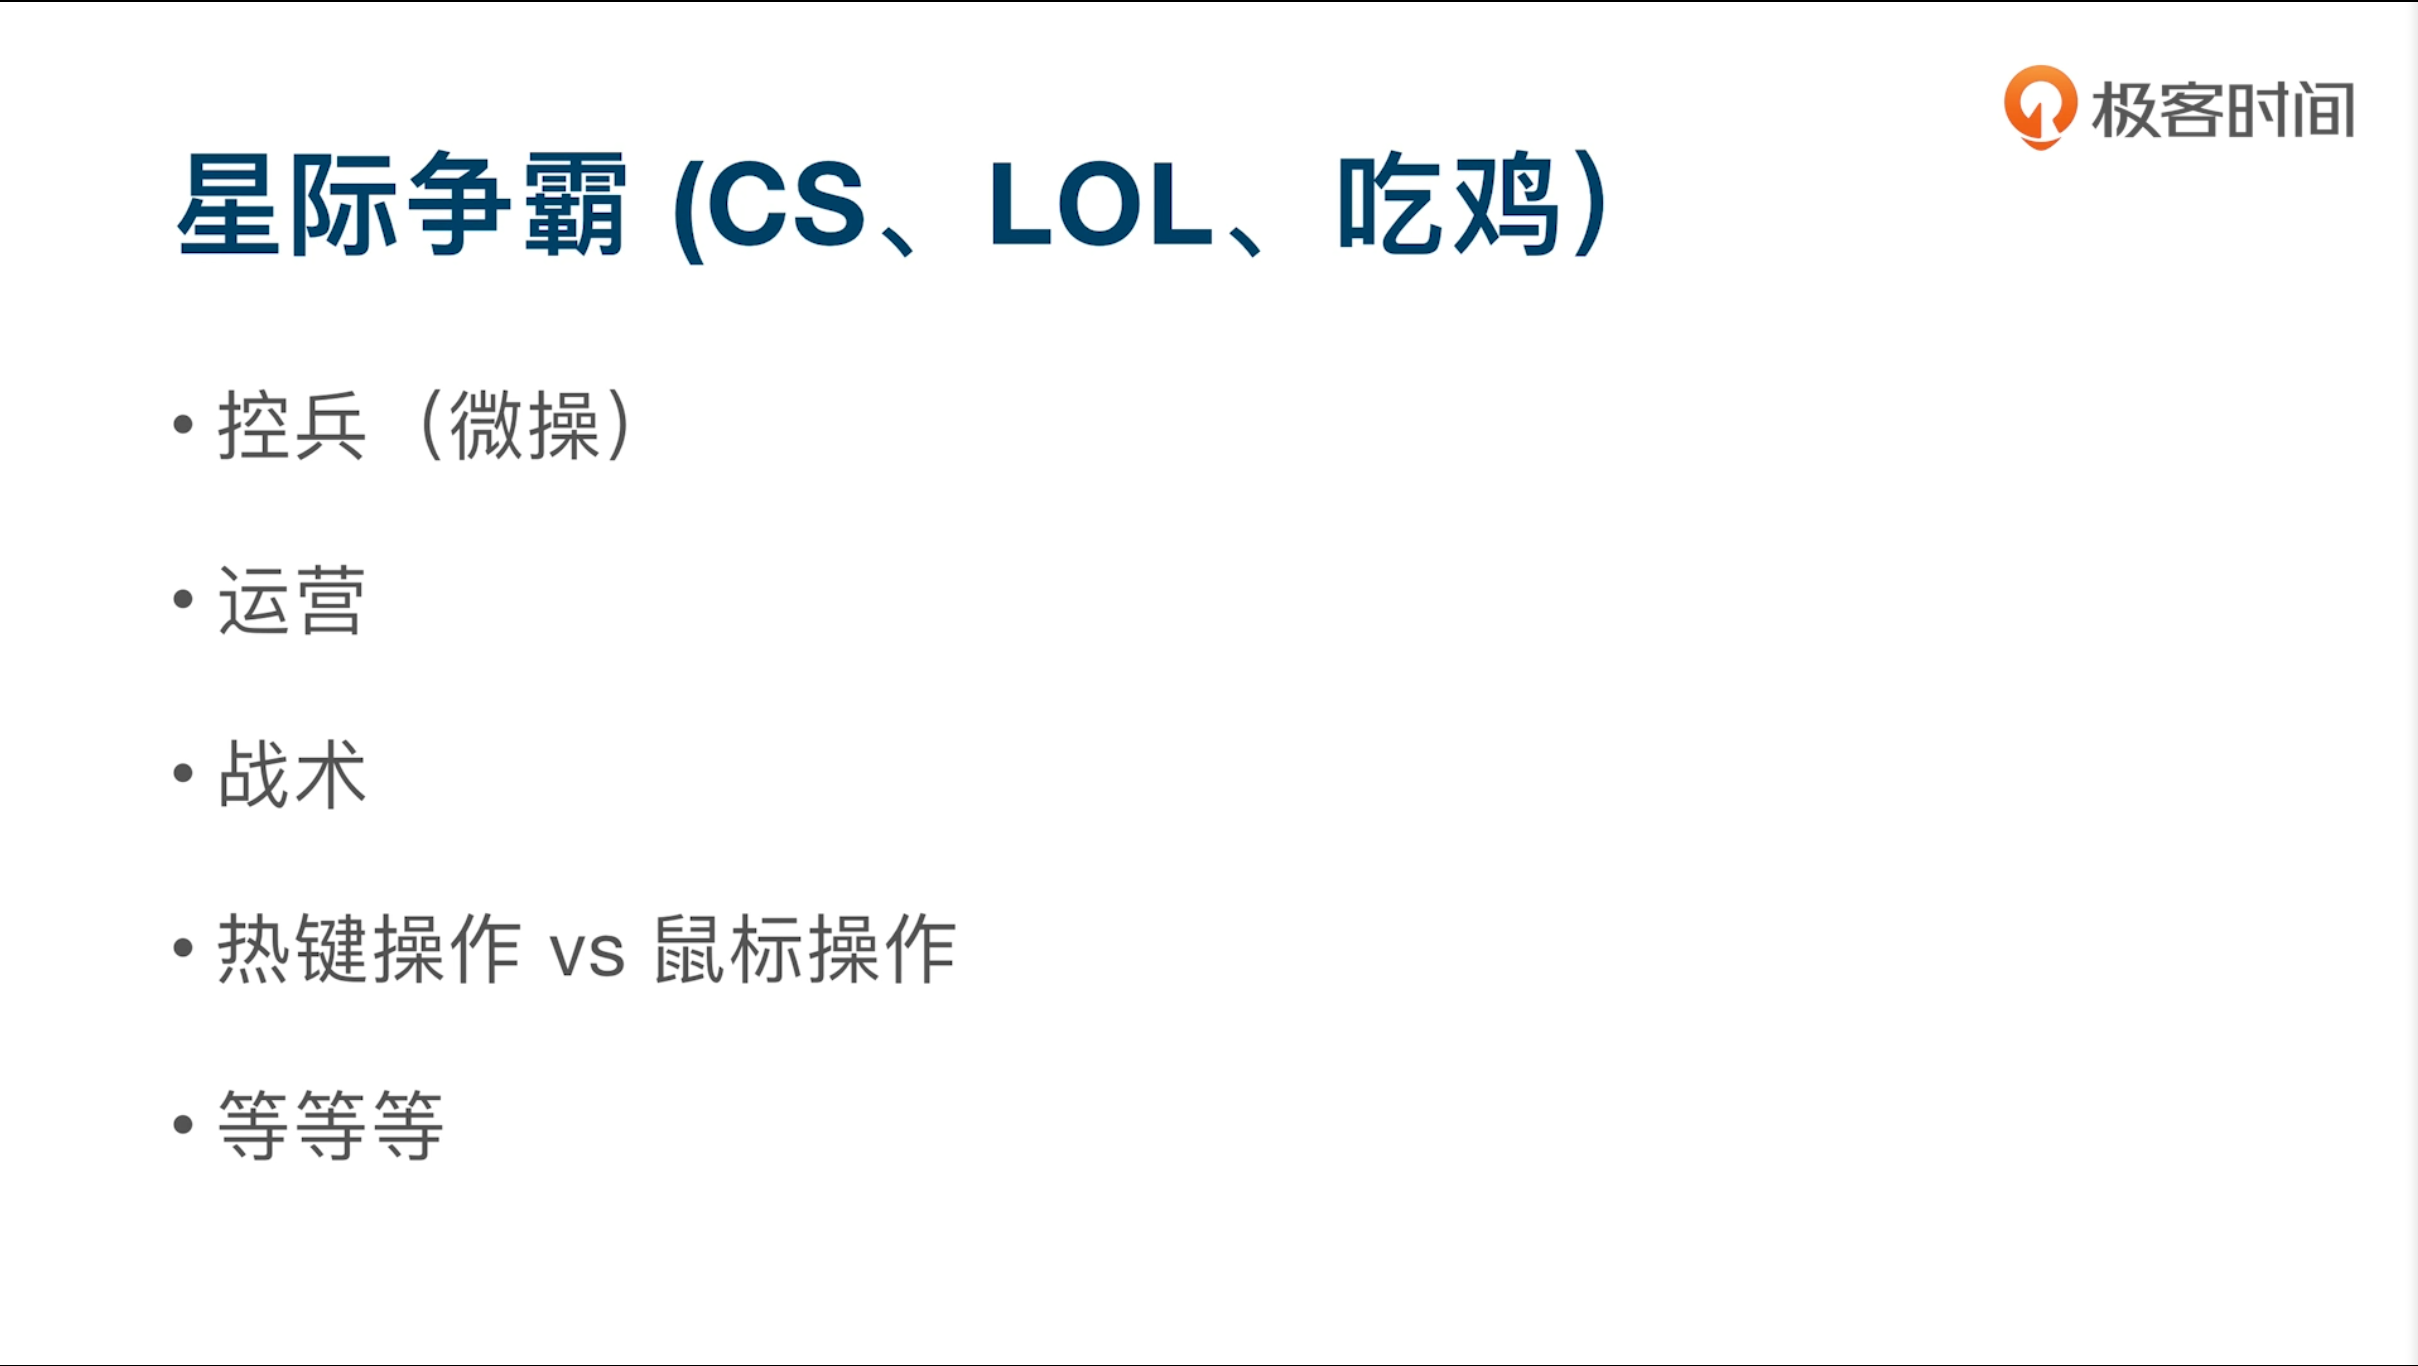 极客时间
星际争霸 (CS、LOL、吃鸡）
• 控兵（微操）
• 运营
• 战术
• 热键操作 vs 鼠标操作
• 等等等